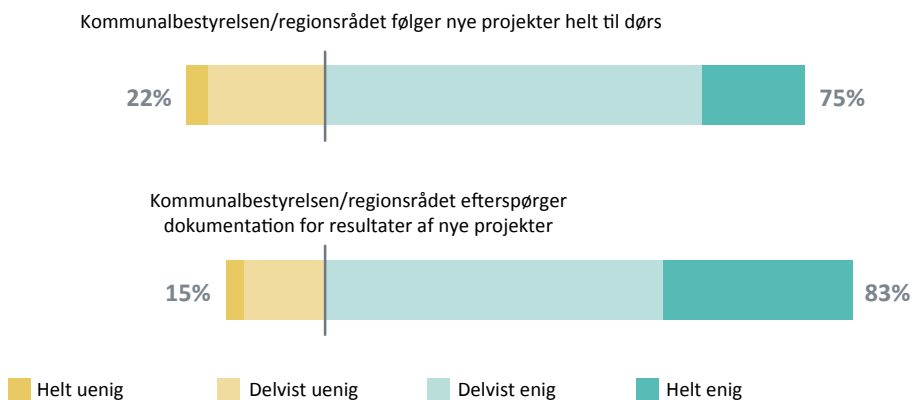 Kommunalbestyrelsen/regionsrådet følger nye projekter helt til dørs
22%
75%
Kommunalbestyrelsen/regionsrådet efterspørger
dokumentation for resultater af nye projekter
15%
83%
Helt uenig
Delvist uenig
Delvist enig
Helt enig